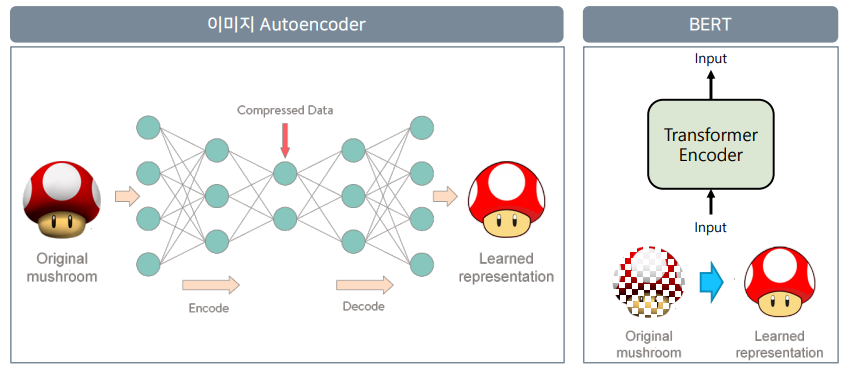 이미지 Autoencoder
Compressed Data
Original
mushroom
Encode
Decode
Learned
representation
BERT
Input
Transformer
Encoder
Input
Original
mushroom
Learned
representation